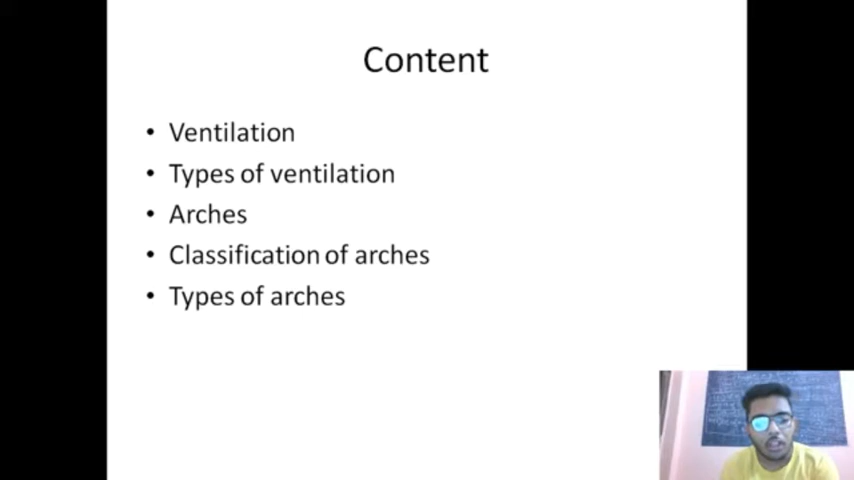 Content
• Ventilation
• Types of ventilation
• Arches
• Classification of arches
• Types of arches